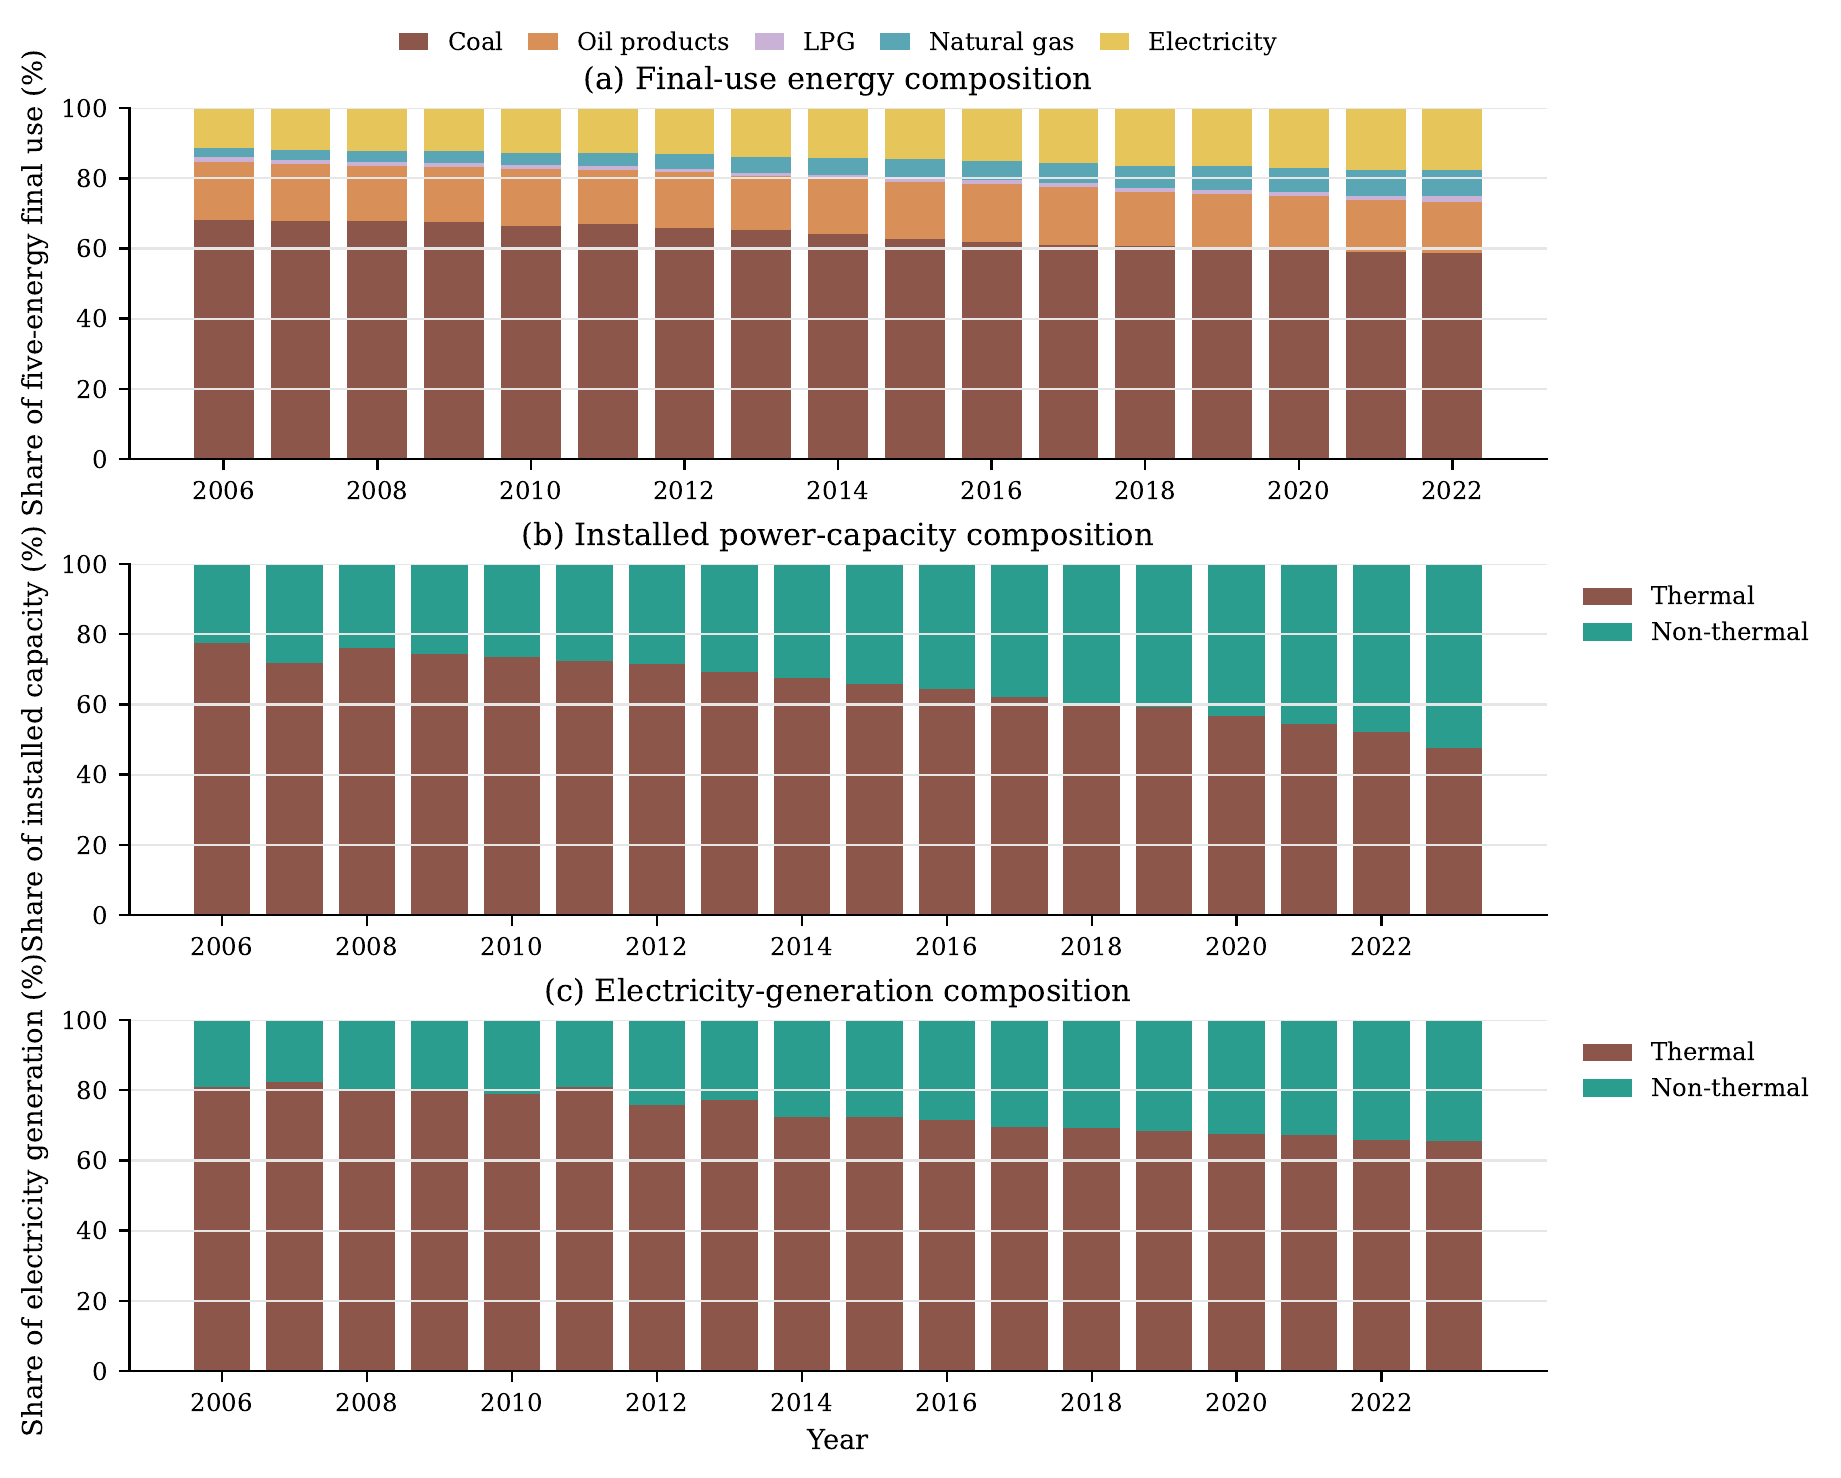 Coal Oil products LPG Natural gas Electricity
(a) Final-use energy composition
Share of five-energy final use (%)
100
80
60
40
20
0
2006 2008 2010 2012 2014 2016 2018 2020 2022
(b) Installed power-capacity composition
Share of installed capacity (%)
100
80
60
40
20
0
2006 2008 2010 2012 2014 2016 2018 2020 2022
Thermal
Non-thermal
(c) Electricity-generation composition
Share of electricity generation (%)
100
80
60
40
20
0
2006 2008 2010 2012 2014 2016 2018 2020 2022
Year
Thermal
Non-thermal